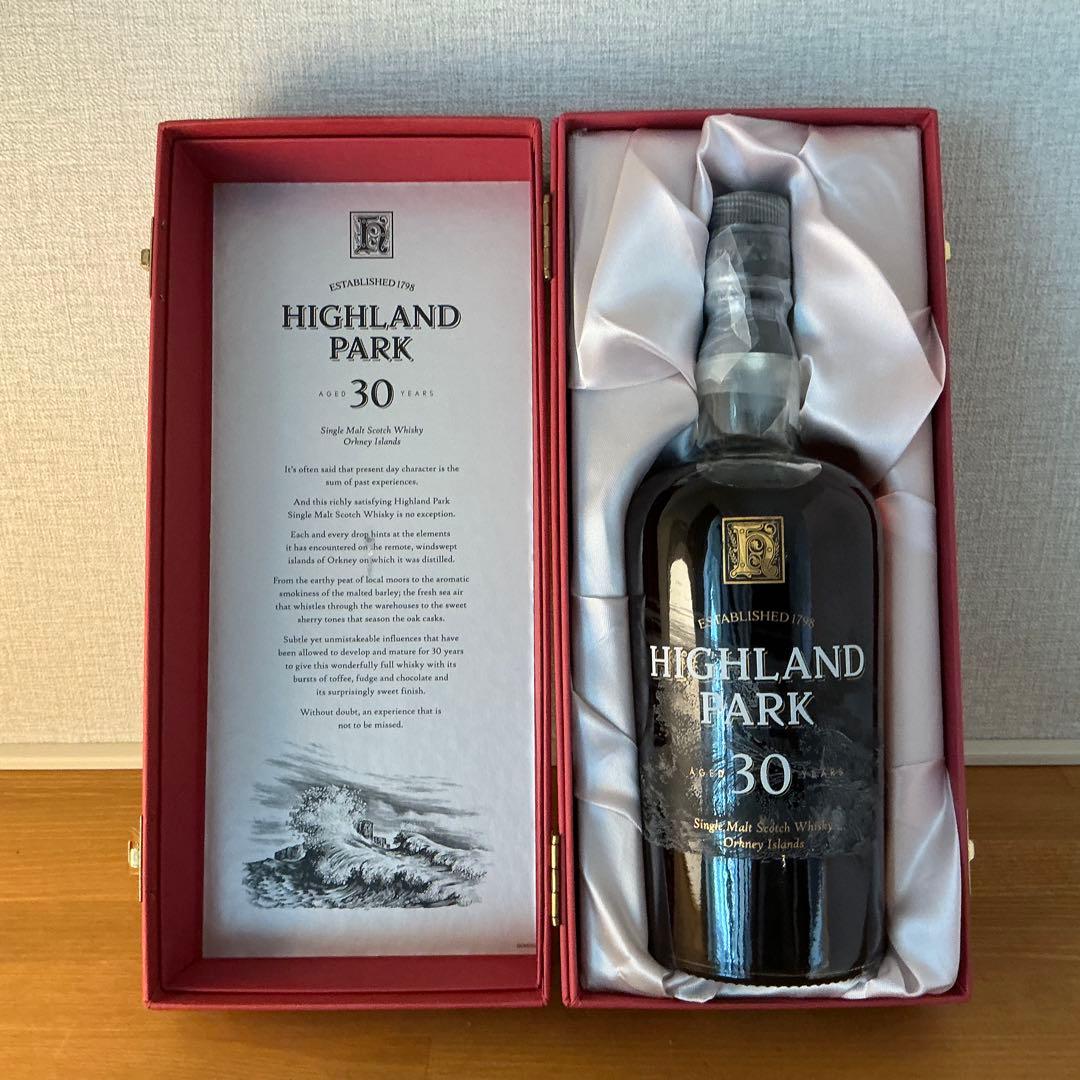 H
ESTABLISHED 1798
HIGHLAND
PARK
AGED 30 YEARS
Single Malt Scotch Whisky
Orkney Islands
It's often said that present day character is the
sum of past experiences.
And this richly satisfying Highland Park
Single Malt Scotch Whisky is no exception.
Each and every drop hints at the elements
it has encountered on the remote, windswept
islands of Orkney on which it was distilled.
From the earthy peat of local moors to the aromatic
smokiness of the malted barley; the fresh sea air
that whistles through the warehouses to the sweet
sherry tones that season the oak casks.
Subtle yet unmistakeable influences that have
been allowed to develop and mature for 30 years
to give this wonderfully full whisky with its
bursts of toffee, fudge and chocolate and
its surprisingly sweet finish.
Without doubt, an experience that is
not to be missed.
H
ESTABLISHED 1798
HIGHLAND
PARK
AGED 30 YEARS
Single Malt Scotch Whisky
Orkney Islands